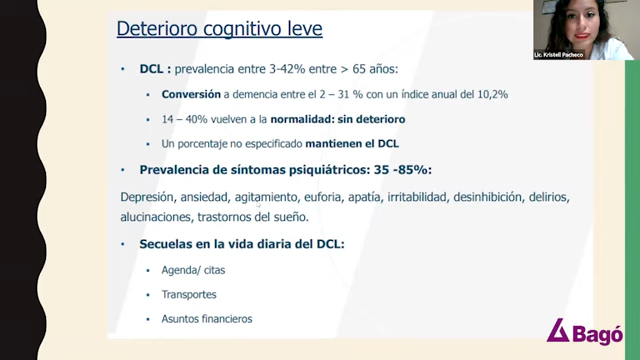 Deterioro cognitivo leve
DCL : prevalencia entre 3-42% entre > 65 años:
Conversión a demencia entre el 2 – 31 % con un índice anual del 10,2%
14 – 40% vuelven a la normalidad: sin deterioro
Un porcentaje no especificado mantienen el DCL
Prevalencia de síntomas psiquiátricos: 35 -85%:
Depresión, ansiedad, agitamiento, euforia, apatía, irritabilidad, desinhibición, delirios,
alucinaciones, trastornos del sueño.
Secuelas en la vida diaria del DCL:
Agenda/ citas
Transportes
Asuntos financieros
Lic. Kristell Pacheco
Bagó